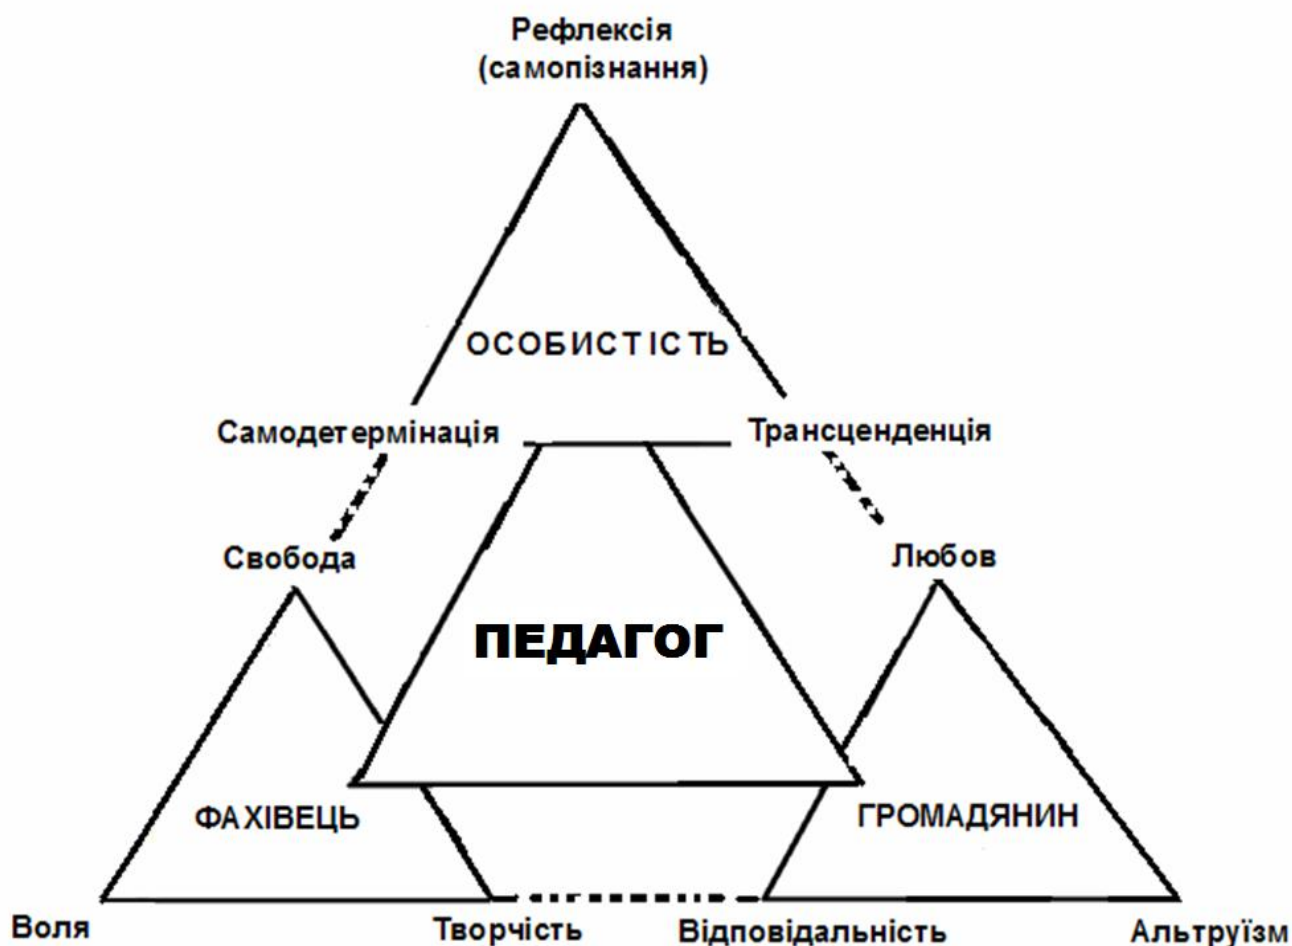 Рефлексія
(самопізнання)
ОСОБИСТІСТЬ
Самодетермінація
Трансценденція
Свобода
Любов
ПЕДАГОГ
ФАХІВЕЦЬ
ГРОМАДЯНИН
Воля
Творчість
Відповідальність
Альтруїзм